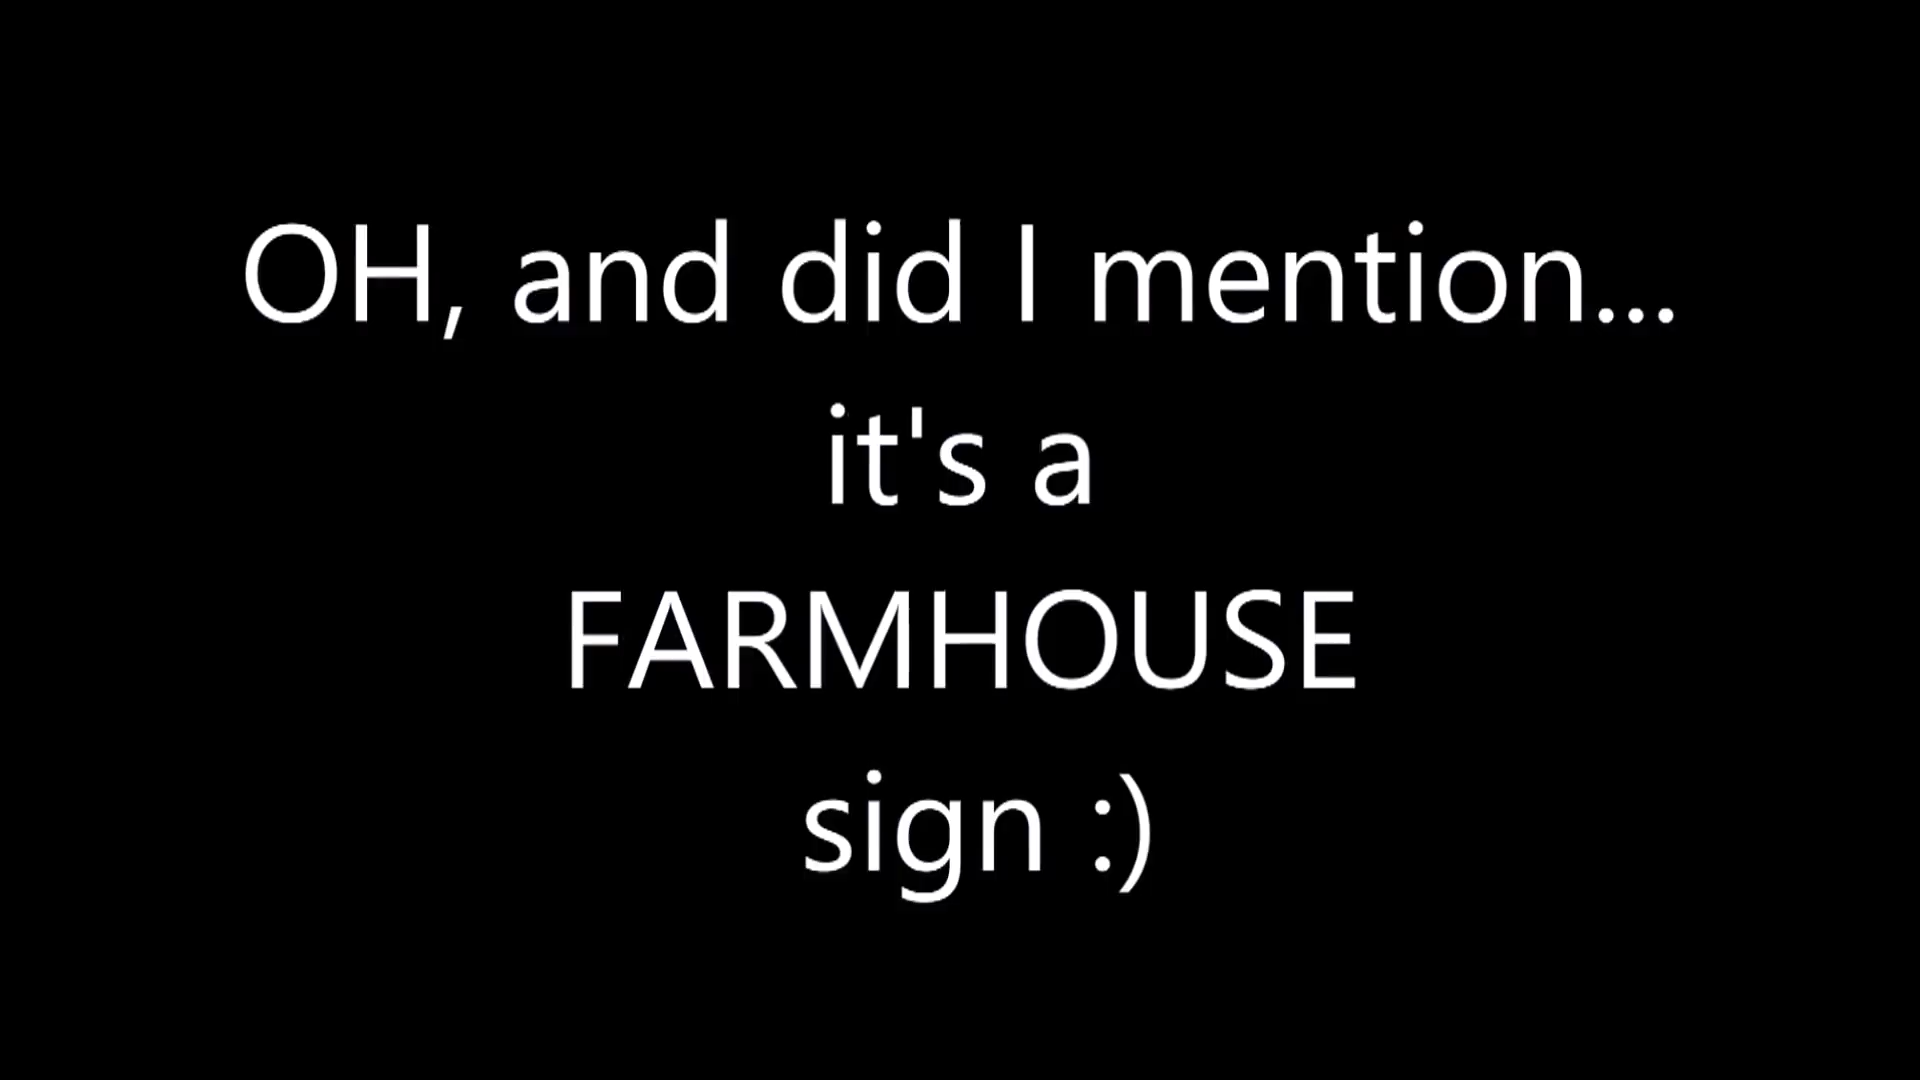 OH, and did I mention...
it's a
FARMHOUSE
sign :)